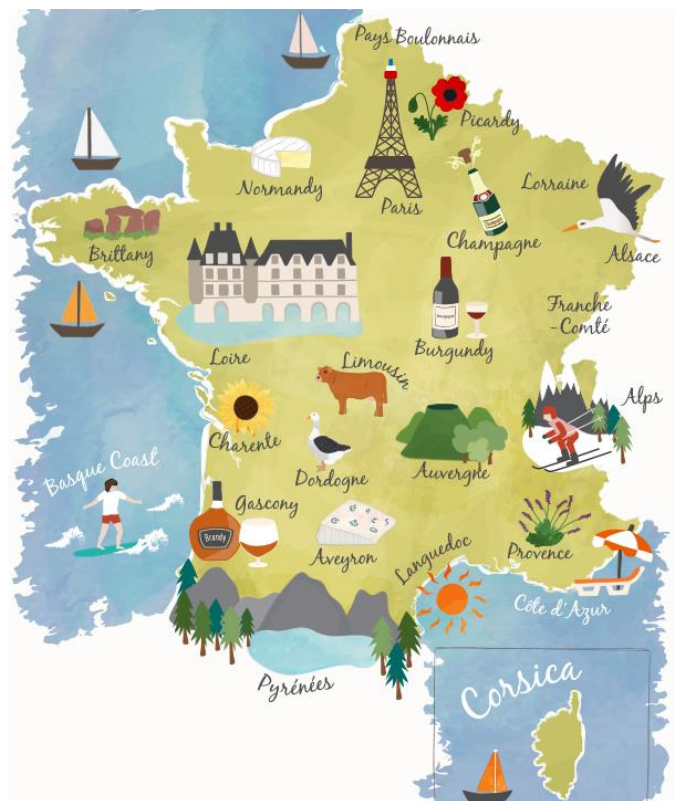 Pays Boulonnais
Picardy
Normandy
Paris
Lorraine
Champagne
Alsace
Brittany
Franche
-Comté
Burgundy
Loire
Limousin
Alps
Charente
Basque Coast
Dordogne
Auvergne
Gascony
Brandy
Aveyron
Languedoc
Provence
Côte d'Azur
Pyrénées
Corsica